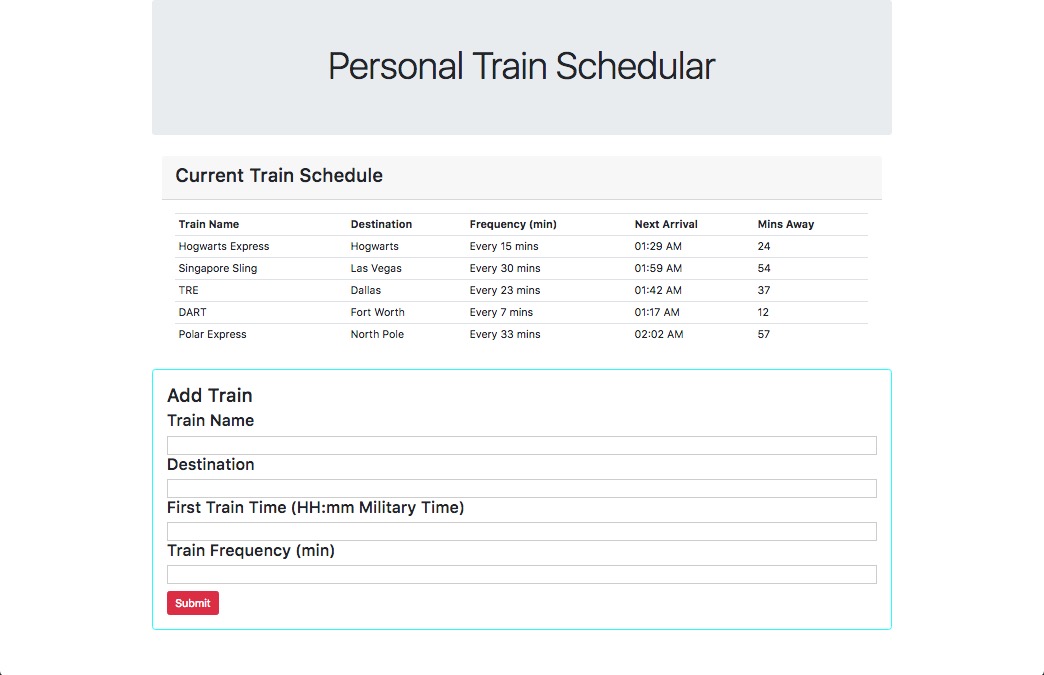 Personal Train Schedular
Current Train Schedule
Train Name Destination Frequency (min) Next Arrival Mins Away
Hogwarts Express Hogwarts Every 15 mins 01:29 AM 24
Singapore Sling Las Vegas Every 30 mins 01:59 AM 54
TRE Dallas Every 23 mins 01:42 AM 37
DART Fort Worth Every 7 mins 01:17 AM 12
Polar Express North Pole Every 33 mins 02:02 AM 57
Add Train
Train Name
Destination
First Train Time (HH:mm Military Time)
Train Frequency (min)
Submit